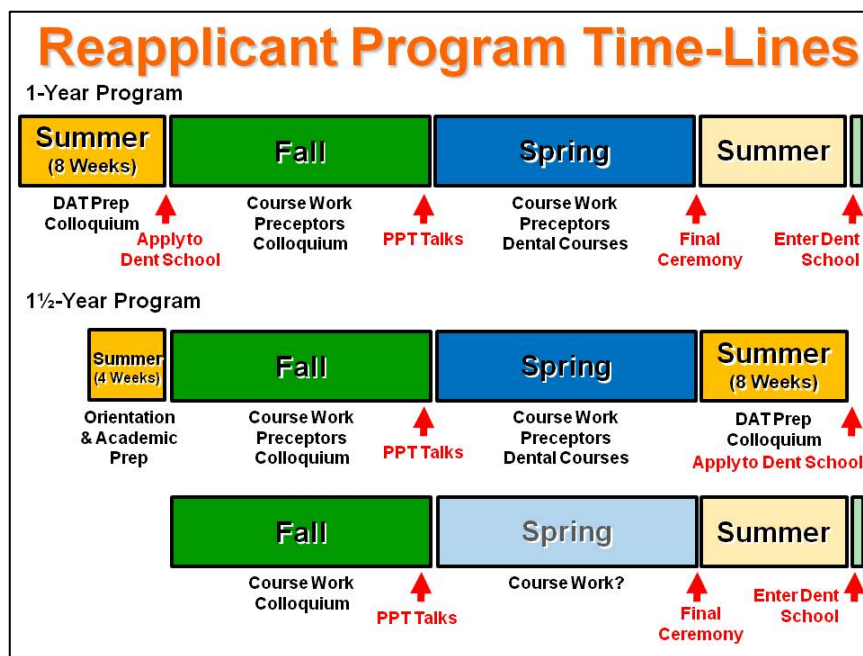 Reapplicant Program Time-Lines
1-Year Program
Summer
(8 Weeks)
Fall
Spring
Summer
DAT Prep
Colloquium
Apply to
Dent School
Course Work
Preceptors
Colloquium
PPT Talks
Course Work
Preceptors
Dental Courses
Final
Ceremony
Enter Dent
School
1½-Year Program
Summer
(4 Weeks)
Fall
Spring
Summer
(8 Weeks)
Orientation
& Academic
Prep
Course Work
Preceptors
Colloquium
PPT Talks
Course Work
Preceptors
Dental Courses
DAT Prep
Colloquium
Apply to Dent School
Fall
Spring
Summer
Course Work
Colloquium
PPT Talks
Course Work?
Final
Ceremony
Enter Dent
School